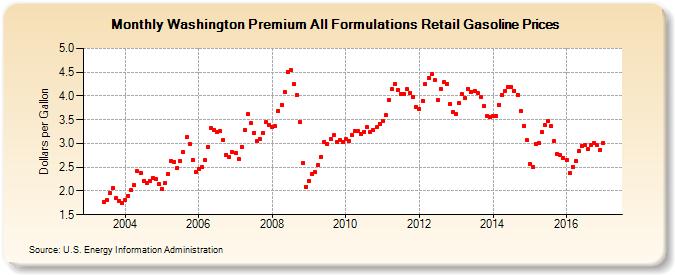 Monthly Washington Premium All Formulations Retail Gasoline Prices
Dollars per Gallon
5.0
4.5
4.0
3.5
3.0
2.5
2.0
1.5
2004 2006 2008 2010 2012 2014 2016
Source: U.S. Energy Information Administration